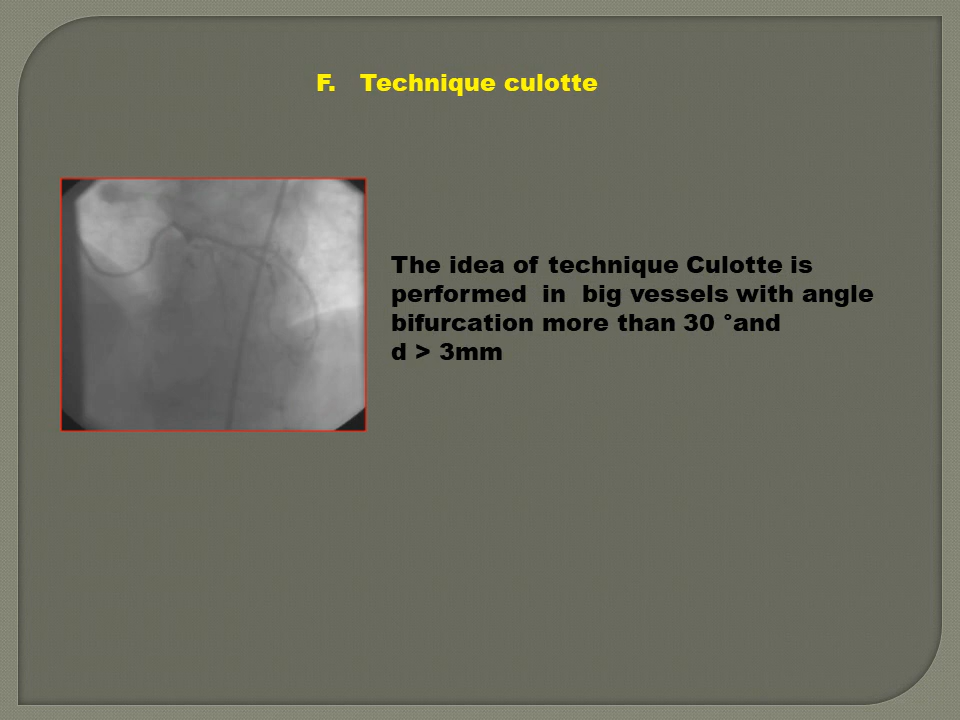 F. Technique culotte
The idea of technique Culotte is
performed in big vessels with angle
bifurcation more than 30 °and
d > 3mm